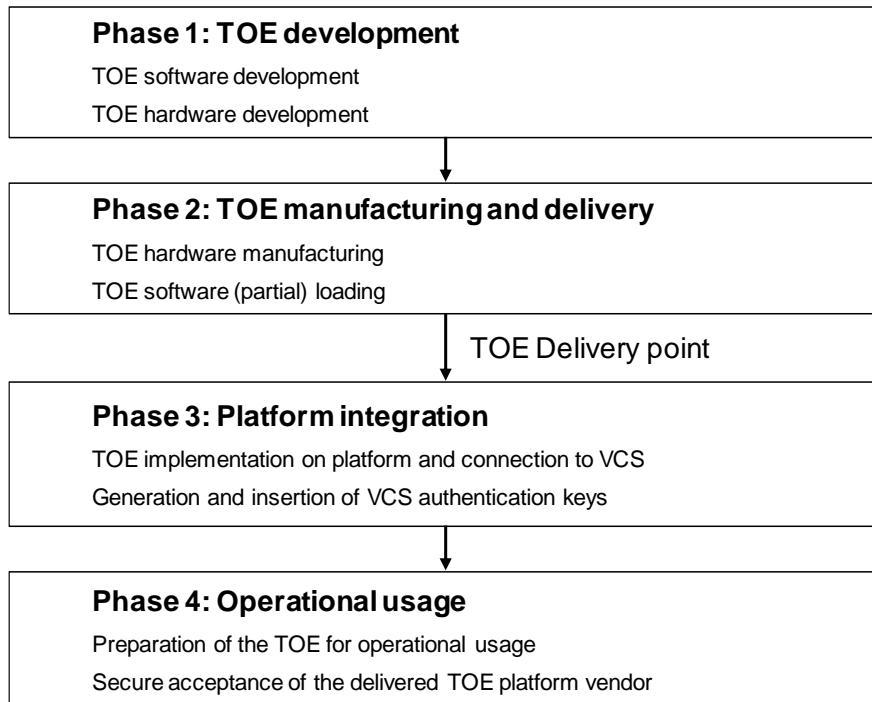 Phase 1: TOE development
TOE software development
TOE hardware development
Phase 2: TOE manufacturing and delivery
TOE hardware manufacturing
TOE software (partial) loading
TOE Delivery point
Phase 3: Platform integration
TOE implementation on platform and connection to VCS
Generation and insertion of VCS authentication keys
Phase 4: Operational usage
Preparation of the TOE for operational usage
Secure acceptance of the delivered TOE platform vendor